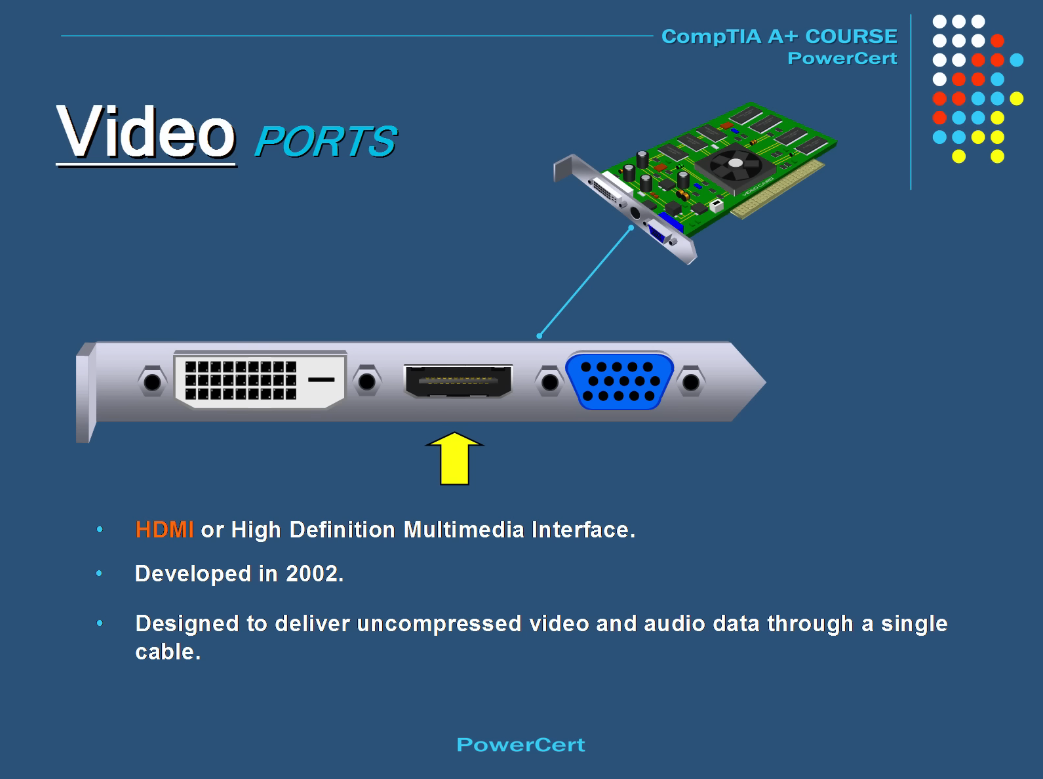 CompTIA A+ COURSE
PowerCert
Video PORTS
• HDMI or High Definition Multimedia Interface.
• Developed in 2002.
• Designed to deliver uncompressed video and audio data through a single
cable.
PowerCert